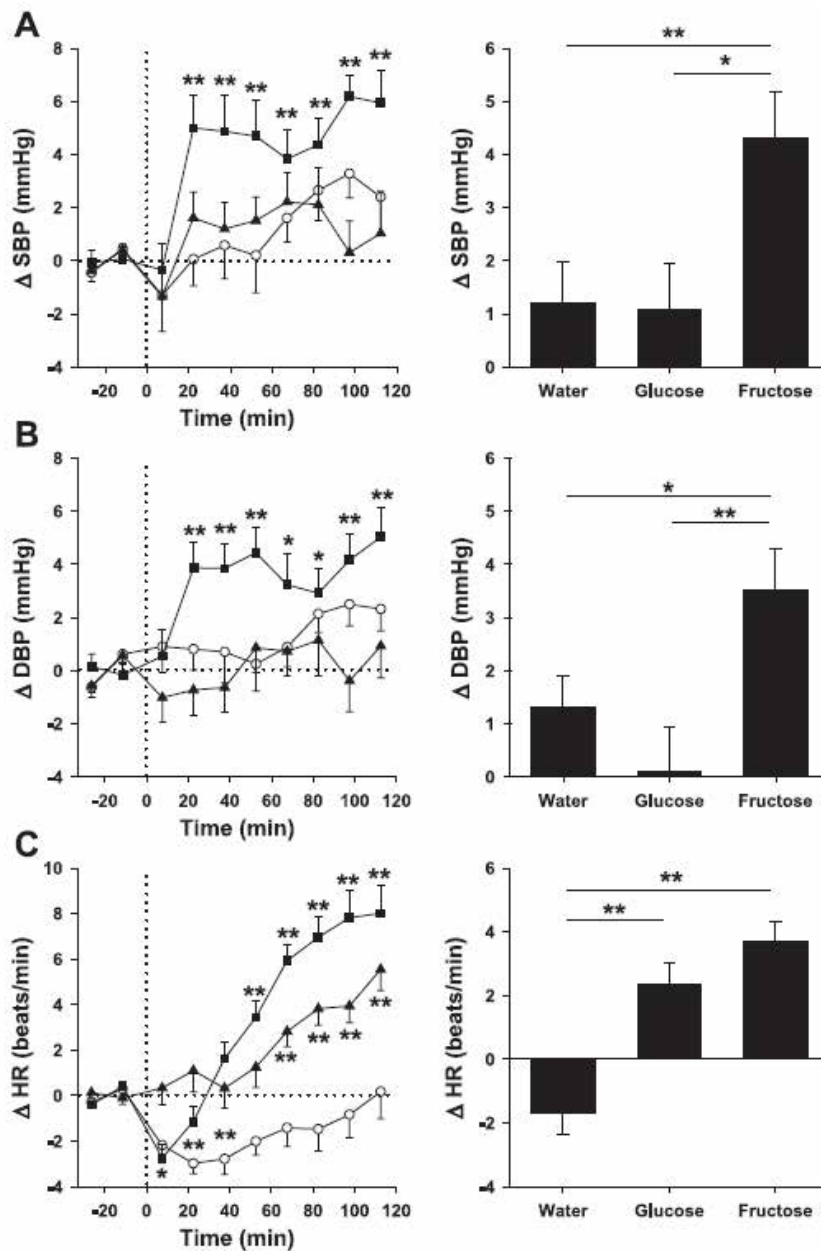 A
8
6
4
2
0
-2
-4
Δ SBP (mmHg)
** ** ** ** ** ** **
-20 0 20 40 60 80 100 120
Time (min)
6
5
4
3
2
1
0
Δ SBP (mmHg)
**
*
Water Glucose Fructose
B
8
6
4
2
0
-2
-4
Δ DBP (mmHg)
** ** ** * * ** **
-20 0 20 40 60 80 100 120
Time (min)
6
5
4
3
2
1
0
Δ DBP (mmHg)
*
**
Water Glucose Fructose
C
10
8
6
4
2
0
-2
-4
Δ HR (beats/min)
** ** ** ** **
** ** ** **
* ** **
-20 0 20 40 60 80 100 120
Time (min)
6
4
2
0
-2
-4
Δ HR (beats/min)
**
**
Water Glucose Fructose